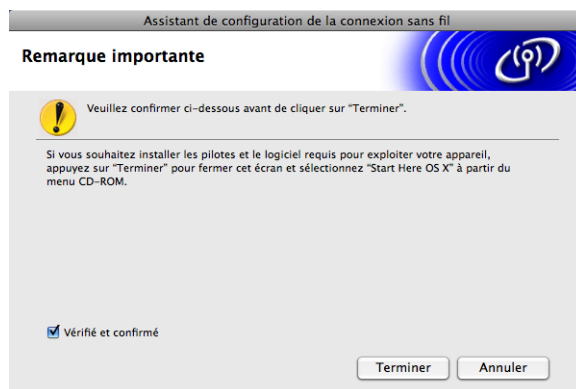 Assistant de configuration de la connexion sans fil
Remarque importante
Veuillez confirmer ci-dessous avant de cliquer sur “Terminer”.
Si vous souhaitez installer les pilotes et le logiciel requis pour exploiter votre appareil,
appuyez sur “Terminer” pour fermer cet écran et sélectionnez “Start Here OS X” à partir du
menu CD-ROM.
Vérifié et confirmé
Terminer
Annuler